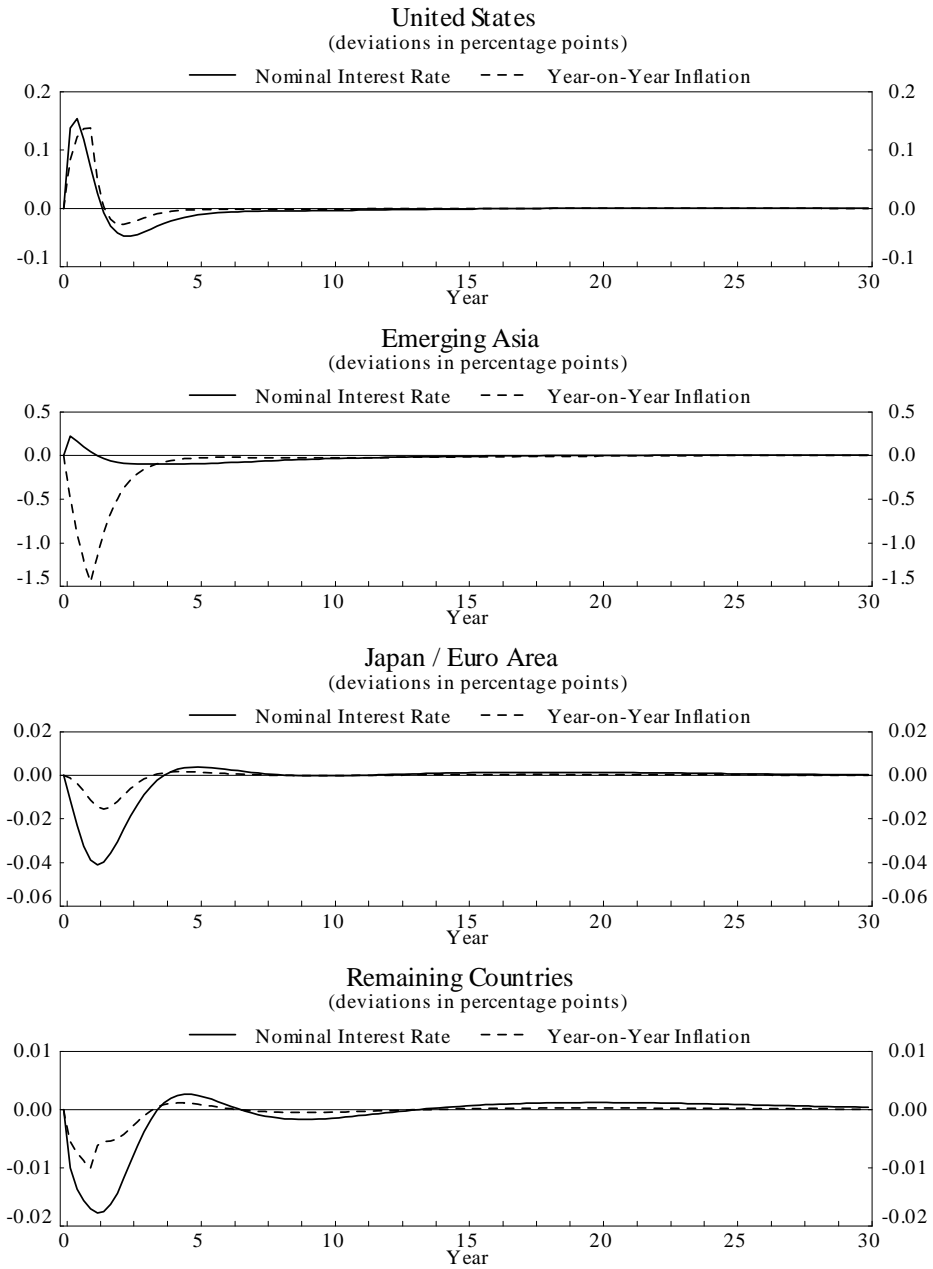 United States
(deviations in percentage points)
Nominal Interest Rate Year-on-Year Inflation
0.2 0.2
0.1 0.1
0.0 0.0
-0.1 -0.1
0 5 10 15 20 25 30
Year
Emerging Asia
(deviations in percentage points)
Nominal Interest Rate Year-on-Year Inflation
0.5 0.5
0.0 0.0
-0.5 -0.5
-1.0 -1.0
-1.5 -1.5
0 5 10 15 20 25 30
Year
Japan / Euro Area
(deviations in percentage points)
Nominal Interest Rate Year-on-Year Inflation
0.02 0.02
0.00 0.00
-0.02 -0.02
-0.04 -0.04
-0.06 -0.06
0 5 10 15 20 25 30
Year
Remaining Countries
(deviations in percentage points)
Nominal Interest Rate Year-on-Year Inflation
0.01 0.01
0.00 0.00
-0.01 -0.01
-0.02 -0.02
0 5 10 15 20 25 30
Year